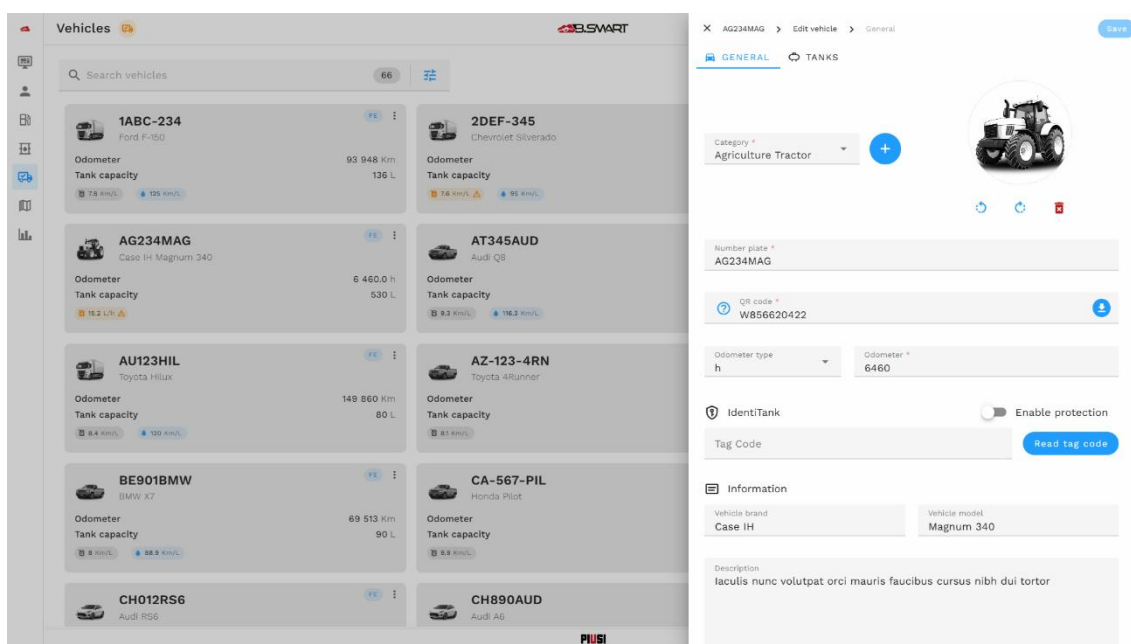 Vehicles
B.SMART
Search vehicles
66
1ABC-234
FE
Ford F-150
Odometer 93 948 Km
Tank capacity 136 L
7.8 Km/L 125 Km/L
2DEF-345
Chevrolet Silverado
Odometer
Tank capacity
7.6 Km/L 95 Km/L
AG234MAG
FE
Case IH Magnum 340
Odometer 6 460.0 h
Tank capacity 530 L
15.2 L/h
AT345AUD
Audi Q8
Odometer
Tank capacity
9.3 Km/L 116.3 Km/L
AU123HIL
FE
Toyota Hilux
Odometer 149 860 Km
Tank capacity 80 L
8.4 Km/L 120 Km/L
AZ-123-4RN
Toyota 4Runner
Odometer
Tank capacity
8.1 Km/L
BE901BMW
FE
BMW X7
Odometer 69 513 Km
Tank capacity 90 L
8 Km/L 88.9 Km/L
CA-567-PIL
Honda Pilot
Odometer
Tank capacity
8.9 Km/L
CH012RS6
FE
Audi RS6
CH890AUD
Audi A6
PIUSI
AG234MAG > Edit vehicle > General
Save
GENERAL TANKS
Category *
Agriculture Tractor
Number plate *
AG234MAG
QR code *
W856620422
Odometer type
h
Odometer *
6460
IdentiTank
Enable protection
Tag Code
Read tag code
Information
Vehicle brand
Case IH
Vehicle model
Magnum 340
Description
Iaculis nunc volutpat orci mauris faucibus cursus nibh dui tortor